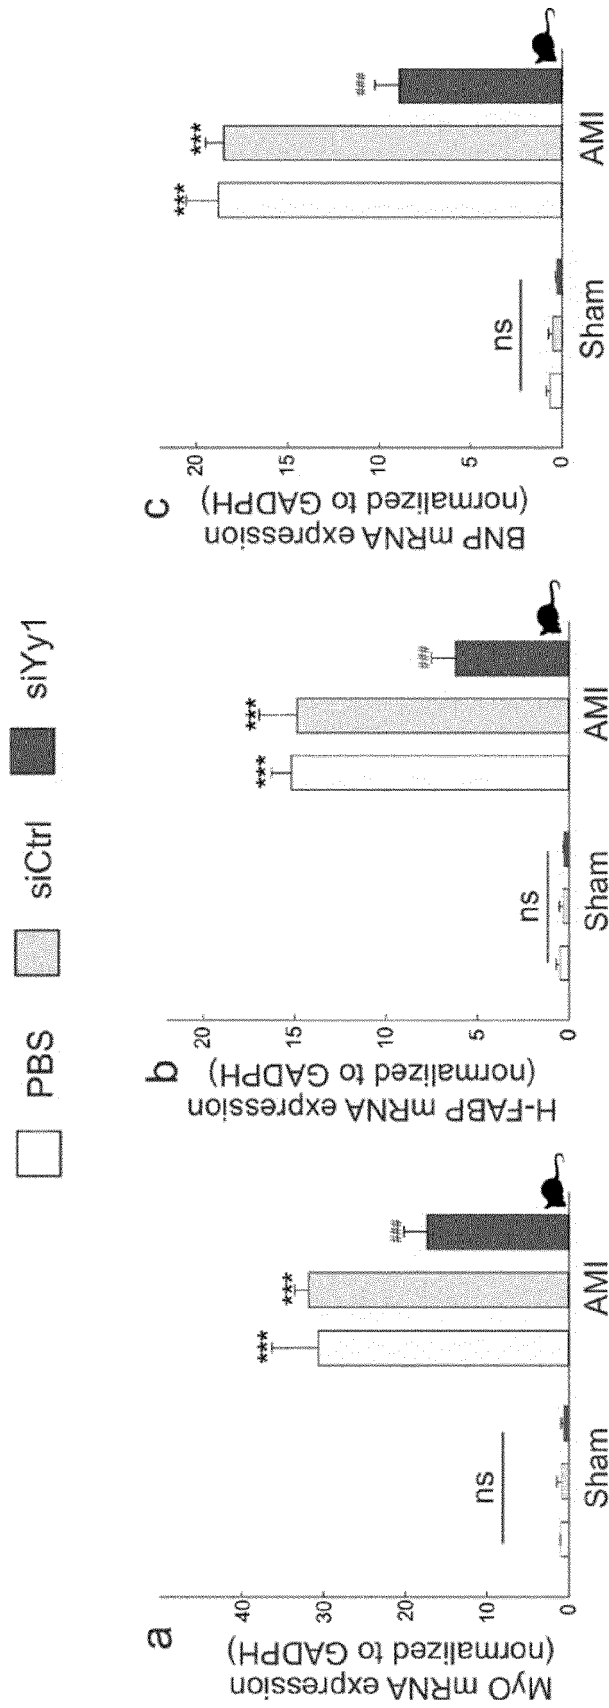 PBS siCtrl siYy1
a
MyO mRNA expression
(normalized to GADPH)
40
30
20
10
0
ns
***
***
###
Sham AMI
b
H-FABP mRNA expression
(normalized to GADPH)
20
15
10
5
0
ns
***
***
###
Sham AMI
c
BNP mRNA expression
(normalized to GADPH)
20
15
10
5
0
ns
***
***
###
Sham AMI